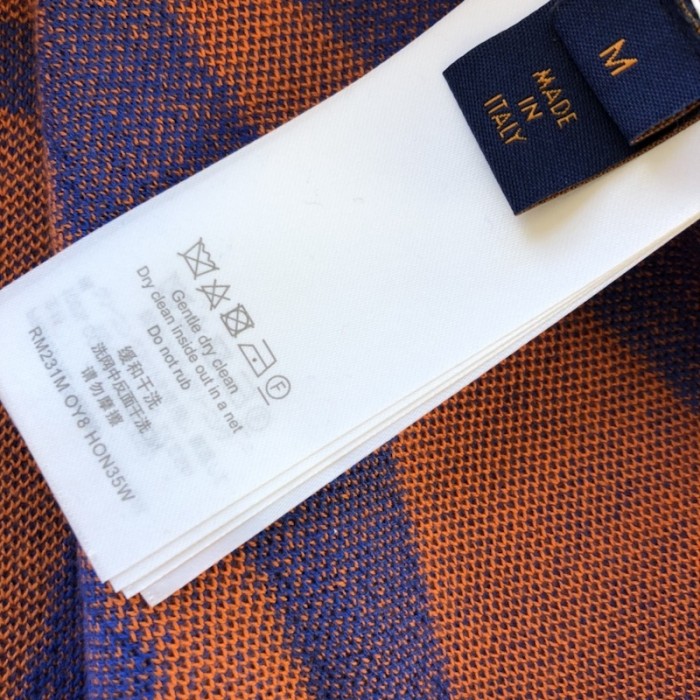 M
MADE
IN
ITALY
Gentle dry clean
Dry clean inside out in a net
Do not rub
缓和干洗
洗网中反面干洗
请勿摩擦
RM231M OY8 HON35W